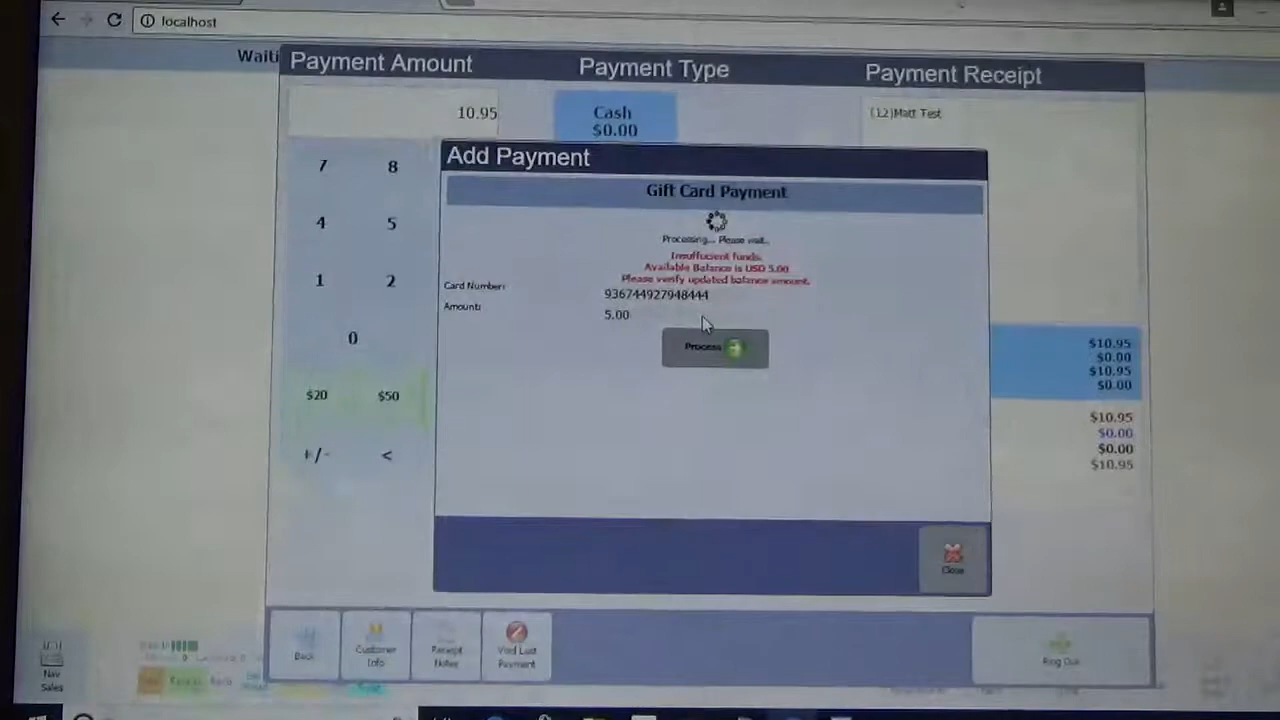 localhost
Waiti
Payment Amount
Payment Type
Payment Receipt
10.95
Cash
$0.00
(12)Matt Test
Add Payment
Gift Card Payment
Processing... Please wait..
Insufficient funds.
Available Balance is USD 5.00
Please verify updated balance amount.
Card Number:
936744927948444
Amount:
5.00
Process
7 8
4 5
1 2
0
$20 $50
+/- <
$10.95
$0.00
$10.95
$0.00
$10.95
$0.00
$0.00
$10.95
Close
Back
Customer
Info
Receipt
Notes
Void Last
Payment
Ring Out
Nav
Sales